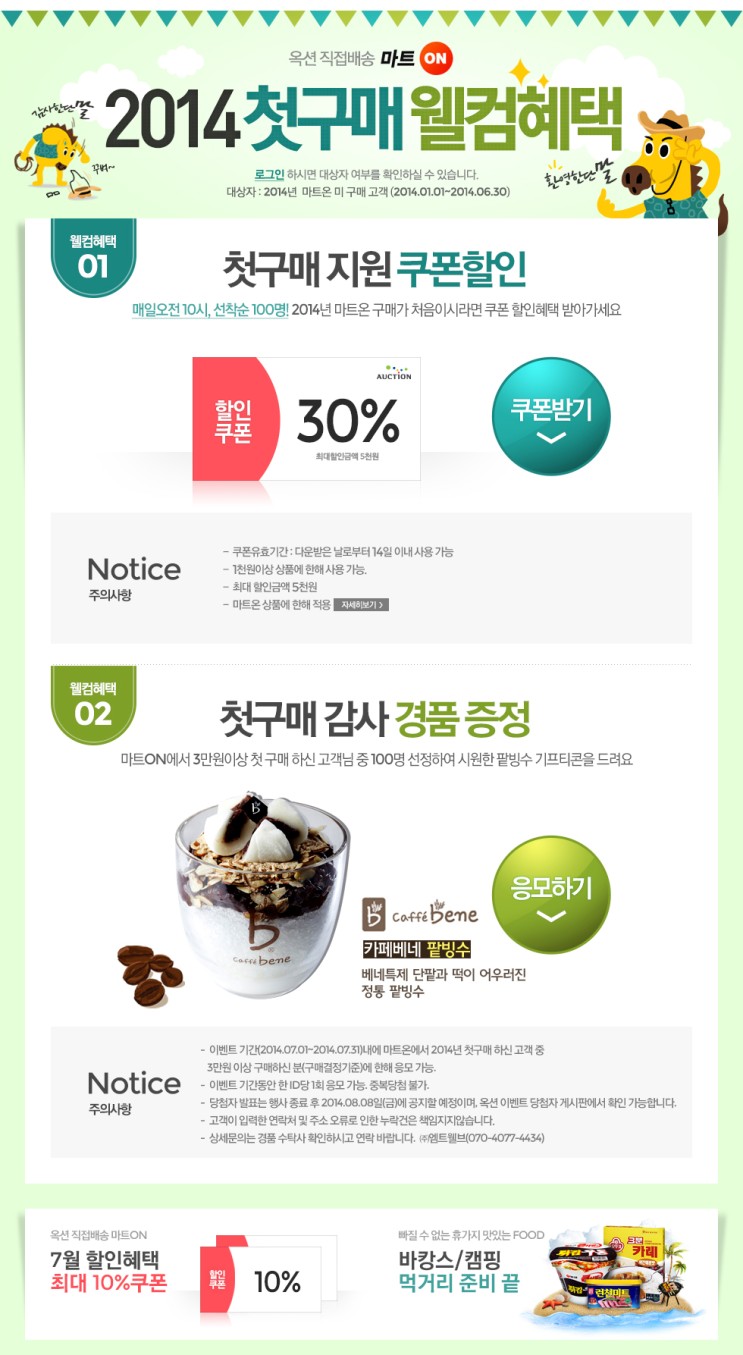 옥션 직접배송 마트 ON
2014 첫구매 웰컴혜택
감사한단 말
꾸벅~
환영한단 말
로그인 하시면 대상자 여부를 확인하실 수 있습니다.
대상자 : 2014년 마트온 미 구매 고객 (2014.01.01~2014.06.30)
웰컴혜택
01
첫구매 지원 쿠폰할인
매일오전 10시, 선착순 100명! 2014년 마트온 구매가 처음이시라면 쿠폰 할인혜택 받아가세요
할인
쿠폰
AUCTION
30%
최대할인금액 5천원
쿠폰받기
Notice
주의사항
- 쿠폰유효기간 : 다운받은 날로부터 14일 이내 사용 가능
- 1천원이상 상품에 한해 사용 가능.
- 최대 할인금액 5천원
- 마트온 상품에 한해 적용 자세히보기 >
웰컴혜택
02
첫구매 감사 경품 증정
마트ON에서 3만원이상 첫 구매 하신 고객님 중 100명 선정하여 시원한 팥빙수 기프티콘을 드려요
caffé bene
caffé bene
카페베네 팥빙수
베네특제 단팥과 떡이 어우러진
정통 팥빙수
응모하기
Notice
주의사항
- 이벤트 기간(2014.07.01~2014.07.31)내에 마트온에서 2014년 첫구매 하신 고객 중
3만원 이상 구매하신 분(구매결정기준)에 한해 응모 가능.
- 이벤트 기간동안 한 ID당 1회 응모 가능. 중복당첨 불가.
- 당첨자 발표는 행사 종료 후 2014.08.08일(금)에 공지할 예정이며, 옥션 이벤트 당첨자 게시판에서 확인 가능합니다.
- 고객이 입력한 연락처 및 주소 오류로 인한 누락건은 책임지지않습니다.
- 상세문의는 경품 수탁사 확인하시고 연락 바랍니다. ㈜엠트웰브(070-4077-4434)
옥션 직접배송 마트ON
7월 할인혜택
최대 10%쿠폰
할인
쿠폰
10%
빠질 수 없는 휴가지 맛있는 FOOD
바캉스/캠핑
먹거리 준비 끝
3분
카레
튀김우동
런천미트